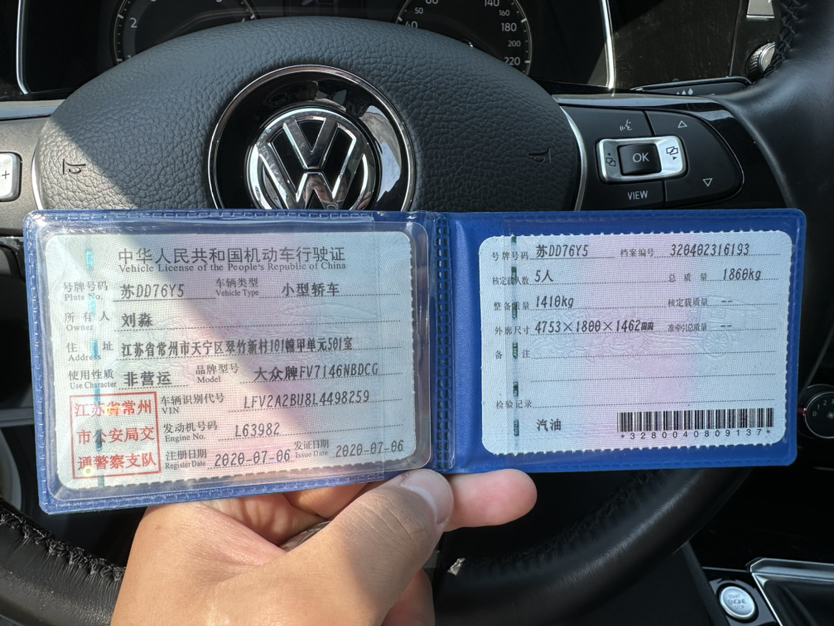 中华人民共和国机动车行驶证
Vehicle License of the People's Republic of China
号牌号码 苏DD76Y5 车辆类型 小型轿车
Plate No. Vehicle Type
所有人 刘淼
Owner
住址 江苏省常州市天宁区翠竹新村101幢甲单元501室
Address
使用性质 非营运 品牌型号 大众牌FV7146NBDCG
Use Character Model
江苏省常州
市公安局交
通警察支队
车辆识别代号 LFV2A2BU8L4498259
VIN
发动机号码 L63982
Engine No.
注册日期 2020-07-06 发证日期 2020-07-06
Register Date Issue Date
号牌号码 苏DD76Y5 档案编号 320402316193
核定载人数 5人 总质量 1860kg
整备质量 1410kg 核定载质量 --
外廓尺寸 4753×1800×1462mm 准牵引总质量 --
备注
检验记录
汽油
*3280040809137*
OK
VIEW
2
60
80
140
160
180
200
220